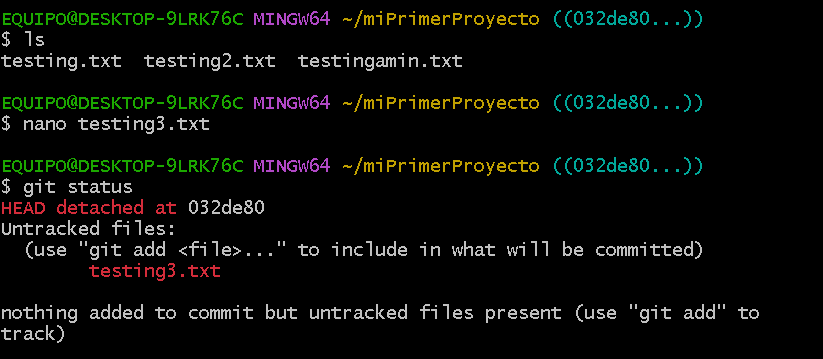 EQUIPO@DESKTOP-9LRK76C MINGW64 ~/miPrimerProyecto ((032de80...))
$ ls
testing.txt  testing2.txt  testingamin.txt
EQUIPO@DESKTOP-9LRK76C MINGW64 ~/miPrimerProyecto ((032de80...))
$ nano testing3.txt
EQUIPO@DESKTOP-9LRK76C MINGW64 ~/miPrimerProyecto ((032de80...))
$ git status
HEAD detached at 032de80
Untracked files:
  (use "git add <file>..." to include in what will be committed)
        testing3.txt
nothing added to commit but untracked files present (use "git add" to
track)